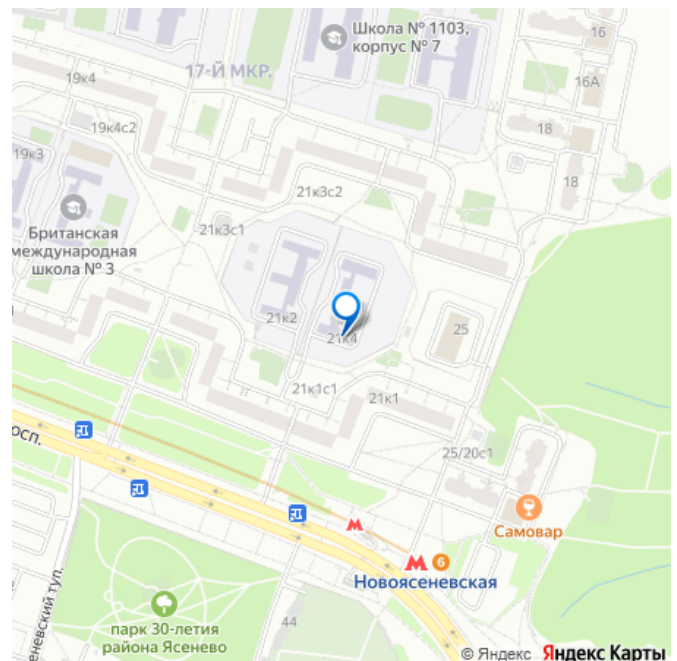 Школа № 1103,
корпус № 7
16
19к4
17-Й МКР.
16А
19к4с2
18
19к3
18
21к3с2
21к3с1
Британская
международная
школа № 3
21к2
21к4
25
21к1с1
21к1
осп.
25/20с1
Самовар
6
Новоясеневская
парк 30-летия
района Ясенево
44
еневский туп.
© Яндекс Яндекс Карты